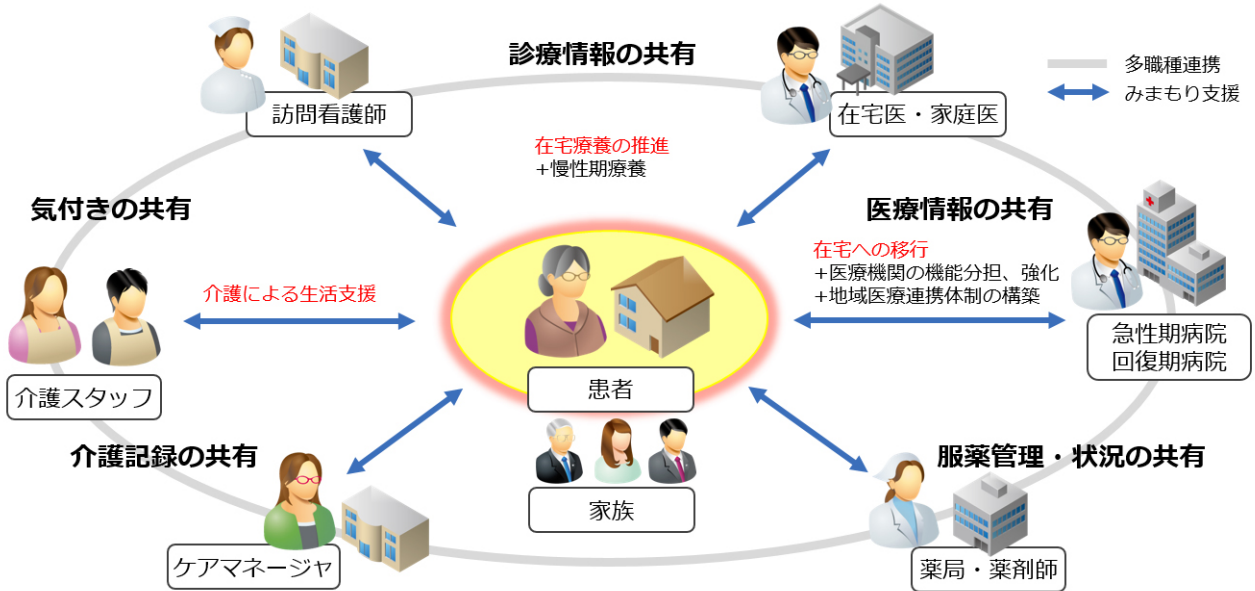 診療情報の共有
多職種連携
みまもり支援
訪問看護師
在宅医・家庭医
在宅療養の推進
+慢性期療養
気付きの共有
医療情報の共有
在宅への移行
+医療機関の機能分担、強化
+地域医療連携体制の構築
介護による生活支援
急性期病院
回復期病院
介護スタッフ
患者
介護記録の共有
服薬管理・状況の共有
家族
ケアマネージャ
薬局・薬剤師